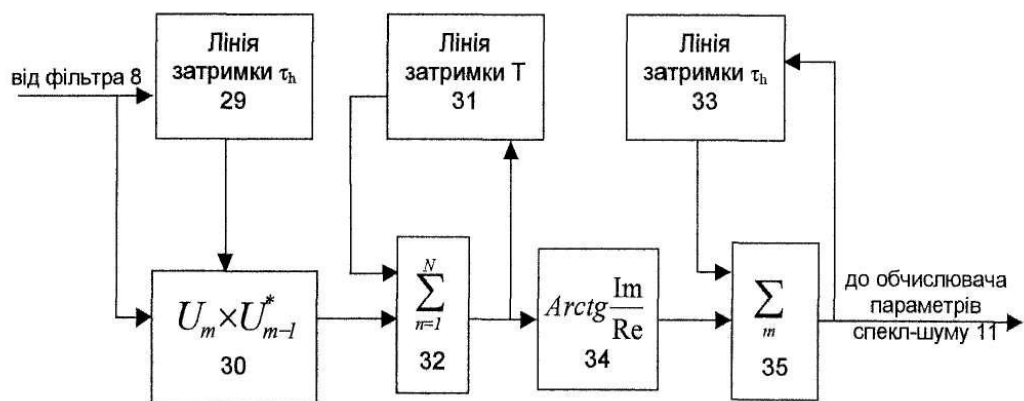 від фільтра 8
Лінія
затримки τh
29
Лінія
затримки T
31
Лінія
затримки τh
33
U_m × U*_{m-1}
30
N
∑
n=1
32
Arctg Im/Re
34
∑
m
35
до обчислювача
параметрів
спекл-шуму 11